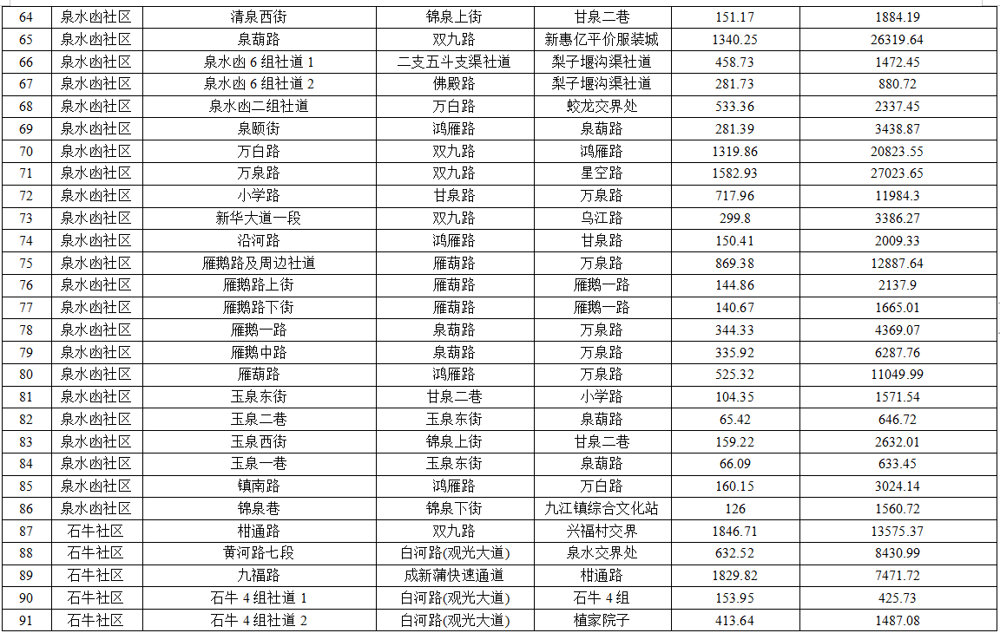 64 泉水凼社区 清泉西街 锦泉上街 甘泉二巷 151.17 1884.19
65 泉水凼社区 泉葫路 双九路 新惠亿平价服装城 1340.25 26319.64
66 泉水凼社区 泉水凼 6 组社道 1 二支五斗支渠社道 梨子堰沟渠社道 458.73 1472.45
67 泉水凼社区 泉水凼 6 组社道 2 佛殿路 梨子堰沟渠社道 281.73 880.72
68 泉水凼社区 泉水凼二组社道 万白路 蛟龙交界处 533.36 2337.45
69 泉水凼社区 泉颐街 鸿雁路 泉葫路 281.39 3438.87
70 泉水凼社区 万白路 双九路 鸿雁路 1319.86 20823.55
71 泉水凼社区 万泉路 双九路 星空路 1582.93 27023.65
72 泉水凼社区 小学路 甘泉路 万泉路 717.96 11984.3
73 泉水凼社区 新华大道一段 双九路 乌江路 299.8 3386.27
74 泉水凼社区 沿河路 鸿雁路 甘泉路 150.41 2009.33
75 泉水凼社区 雁鹅路及周边社道 雁葫路 万泉路 869.38 12887.64
76 泉水凼社区 雁鹅路上街 雁葫路 雁鹅一路 144.86 2137.9
77 泉水凼社区 雁鹅路下街 雁葫路 雁鹅一路 140.67 1665.01
78 泉水凼社区 雁鹅一路 泉葫路 万泉路 344.33 4369.07
79 泉水凼社区 雁鹅中路 泉葫路 万泉路 335.92 6287.76
80 泉水凼社区 雁葫路 鸿雁路 万泉路 525.32 11049.99
81 泉水凼社区 玉泉东街 甘泉二巷 小学路 104.35 1571.54
82 泉水凼社区 玉泉二巷 玉泉东街 泉葫路 65.42 646.72
83 泉水凼社区 玉泉西街 锦泉上街 甘泉二巷 159.22 2632.01
84 泉水凼社区 玉泉一巷 玉泉东街 泉葫路 66.09 633.45
85 泉水凼社区 镇南路 鸿雁路 万白路 160.15 3024.14
86 泉水凼社区 锦泉巷 锦泉下街 九江镇综合文化站 126 1560.72
87 石牛社区 柑通路 双九路 兴福村交界 1846.71 13575.37
88 石牛社区 黄河路七段 白河路(观光大道) 泉水交界处 632.52 8430.99
89 石牛社区 九福路 成新蒲快速通道 柑通路 1829.82 7471.72
90 石牛社区 石牛 4 组社道 1 白河路(观光大道) 石牛 4 组 153.95 425.73
91 石牛社区 石牛 4 组社道 2 白河路(观光大道) 植家院子 413.64 1487.08